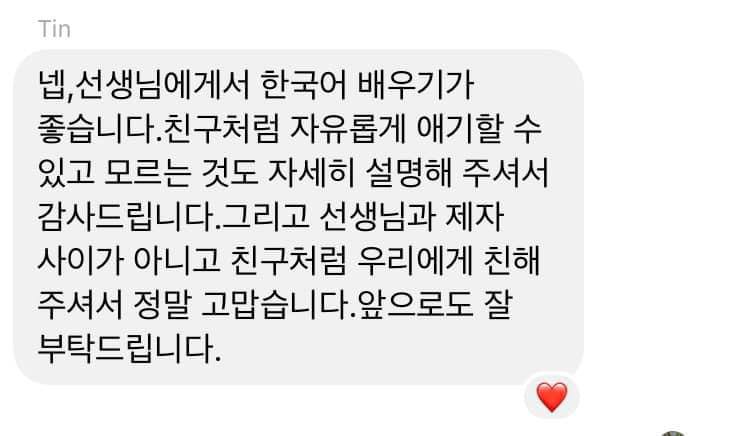 Tin
넵,선생님에게서 한국어 배우기가
좋습니다.친구처럼 자유롭게 얘기할 수
있고 모르는 것도 자세히 설명해 주셔서
감사드립니다.그리고 선생님과 제자
사이가 아니고 친구처럼 우리에게 친해
주셔서 정말 고맙습니다.앞으로도 잘
부탁드립니다.